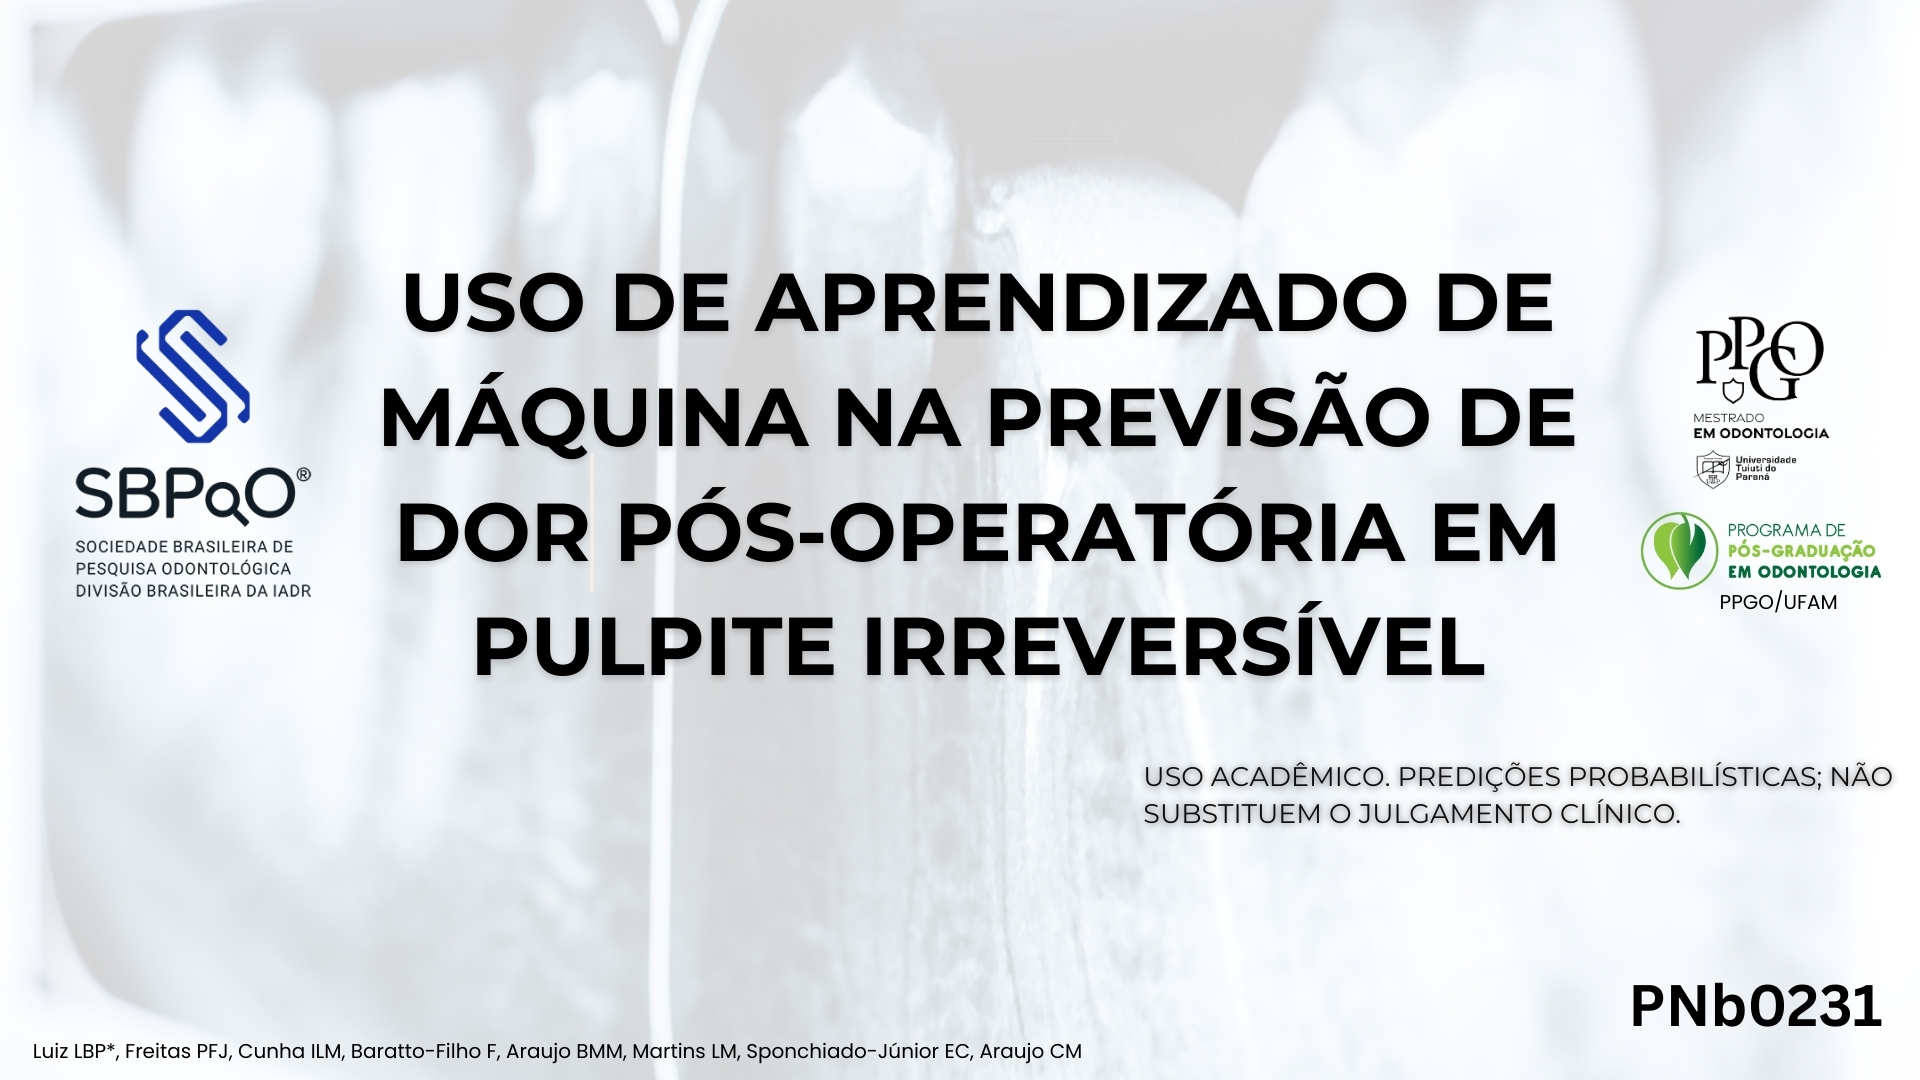 USO DE APRENDIZADO DE
MÁQUINA NA PREVISÃO DE
DOR PÓS-OPERATÓRIA EM
PULPITE IRREVERSÍVEL
SBPqO®
SOCIEDADE BRASILEIRA DE
PESQUISA ODONTOLÓGICA
DIVISÃO BRASILEIRA DA IADR
PPGO
MESTRADO
EM ODONTOLOGIA
Universidade
Tuiuti do
Paraná
PROGRAMA DE
PÓS-GRADUAÇÃO
EM ODONTOLOGIA
PPGO/UFAM
USO ACADÊMICO. PREDIÇÕES PROBABILÍSTICAS; NÃO
SUBSTITUEM O JULGAMENTO CLÍNICO.
PNb0231
Luiz LBP*, Freitas PFJ, Cunha ILM, Baratto-Filho F, Araujo BMM, Martins LM, Sponchiado-Júnior EC, Araujo CM